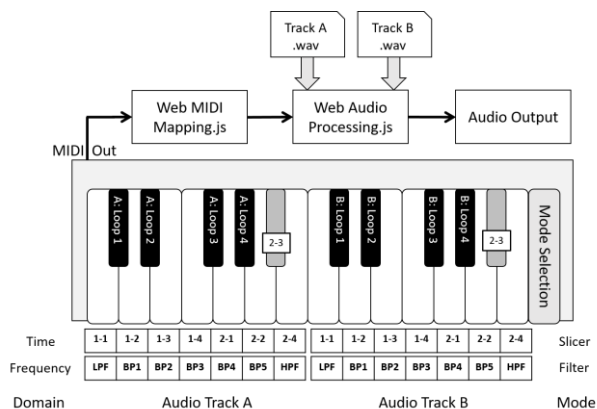 Track A
.wav
Track B
.wav
Web MIDI
Mapping.js
Web Audio
Processing.js
Audio Output
MIDI Out
A: Loop 1
A: Loop 2
A: Loop 3
A: Loop 4
2-3
B: Loop 1
B: Loop 2
B: Loop 3
B: Loop 4
2-3
Mode Selection
Time 1-1 1-2 1-3 1-4 2-1 2-2 2-4 1-1 1-2 1-3 1-4 2-1 2-2 2-4 Slicer
Frequency LPF BP1 BP2 BP3 BP4 BP5 HPF LPF BP1 BP2 BP3 BP4 BP5 HPF Filter
Domain Audio Track A Audio Track B Mode